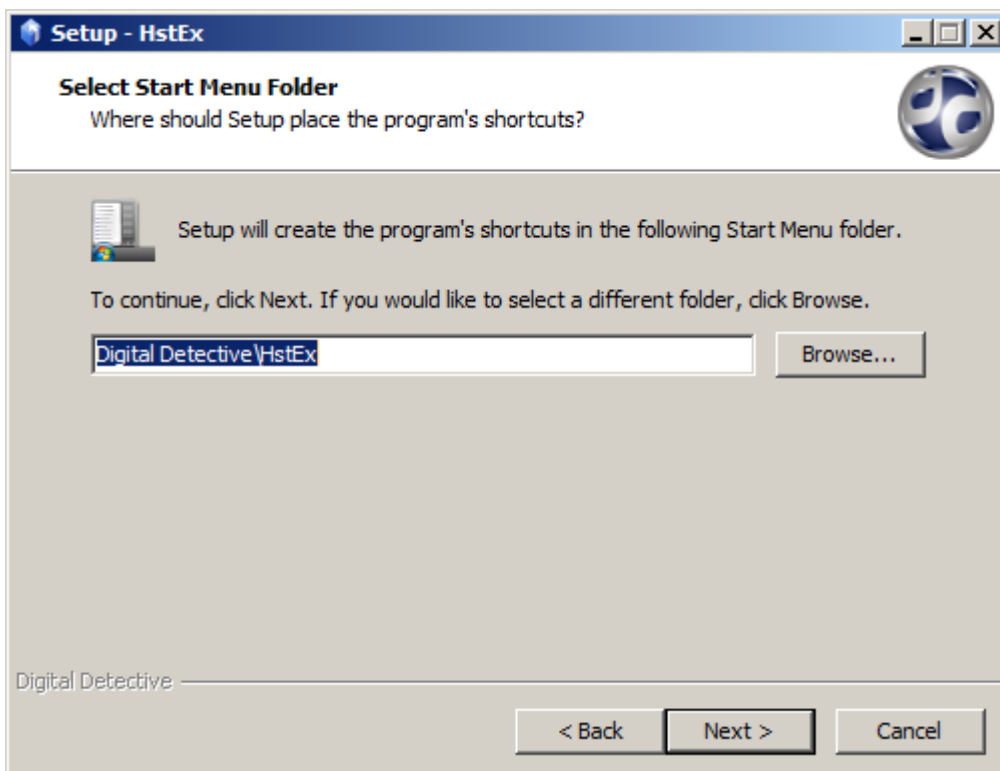 Setup - HstEx
Select Start Menu Folder
Where should Setup place the program's shortcuts?
Setup will create the program's shortcuts in the following Start Menu folder.
To continue, click Next. If you would like to select a different folder, click Browse.
Digital Detective\HstEx
Browse...
Digital Detective
< Back
Next >
Cancel